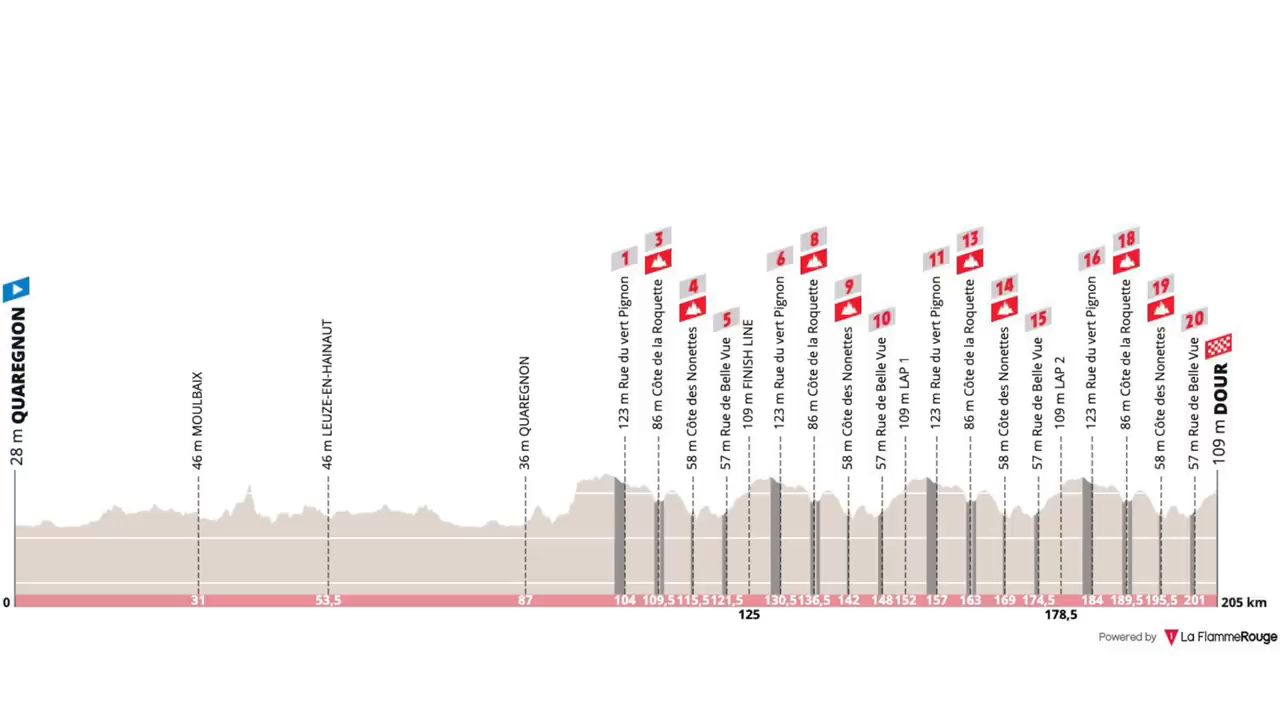 28 m QUAREGNON
46 m MOULBAIX
46 m LEUZE-EN-HAINAUT
36 m QUAREGNON
1
123 m Rue du vert Pignon
3
86 m Côte de la Roquette
4
58 m Côte des Nonettes
5
57 m Rue de Belle Vue
109 m FINISH LINE
6
123 m Rue du vert Pignon
8
86 m Côte de la Roquette
9
58 m Côte des Nonettes
10
57 m Rue de Belle Vue
109 m LAP 1
11
123 m Rue du vert Pignon
13
86 m Côte de la Roquette
14
58 m Côte des Nonettes
15
57 m Rue de Belle Vue
109 m LAP 2
16
123 m Rue du vert Pignon
18
86 m Côte de la Roquette
19
58 m Côte des Nonettes
20
57 m Rue de Belle Vue
109 m DOUR
0 31 53,5 87 104 109,5 115,5 121,5 130,5 136,5 142 148 152 157 163 169 174,5 184 189,5 195,5 201 205 km
125 178,5
Powered by La FlammeRouge